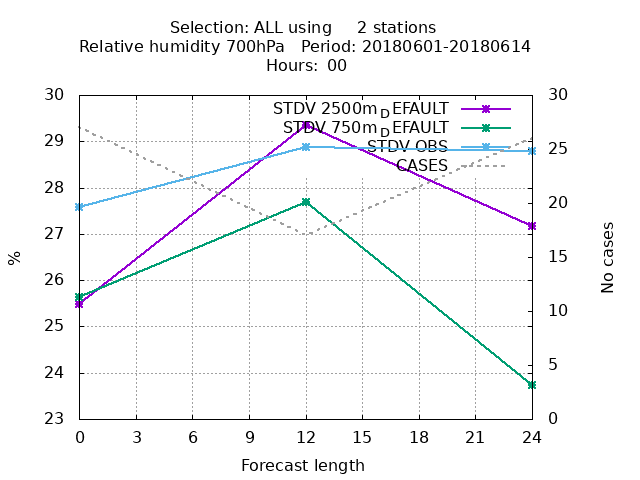 Selection: ALL using     2 stations
Relative humidity 700hPa   Period: 20180601-20180614
Hours: 00
STDV 2500m_DEFAULT
STDV 750m_DEFAULT
STDV OBS
CASES
30
29
28
27
26
25
24
23
%
30
25
20
15
10
5
0
No cases
0 3 6 9 12 15 18 21 24
Forecast length